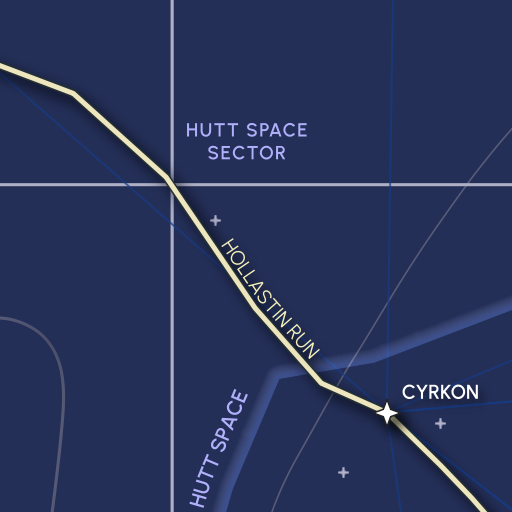 HUTT SPACE
SECTOR
HOLLASTIN RUN
CYRKON
HUTT SPACE